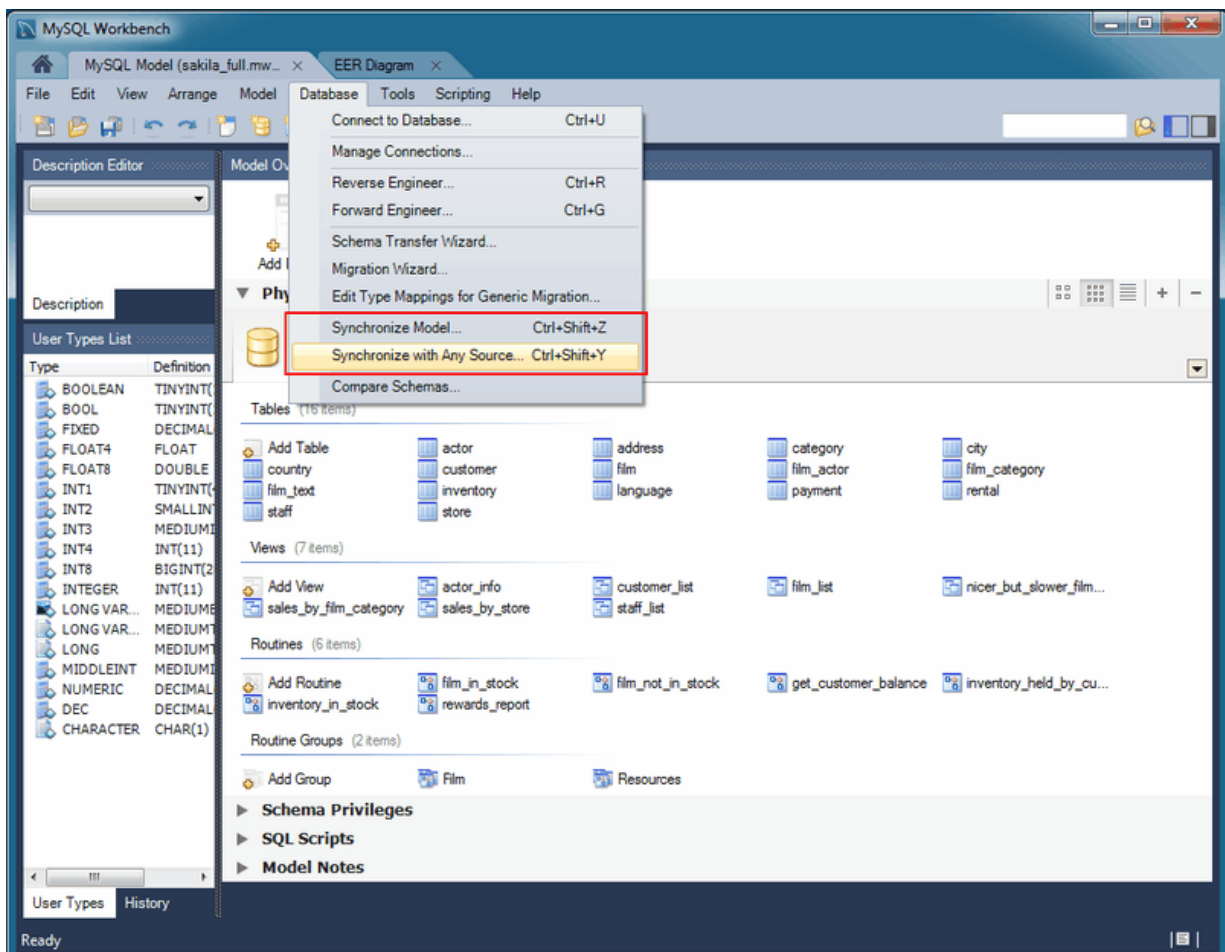 MySQL Workbench
MySQL Model (sakila_full.mw... × EER Diagram ×
File Edit View Arrange Model Database Tools Scripting Help
Connect to Database... Ctrl+U
Manage Connections...
Reverse Engineer... Ctrl+R
Forward Engineer... Ctrl+G
Schema Transfer Wizard...
Migration Wizard...
Edit Type Mappings for Generic Migration...
Synchronize Model... Ctrl+Shift+Z
Synchronize with Any Source... Ctrl+Shift+Y
Compare Schemas...
Description Editor
Description
User Types List
Type Definition
BOOLEAN TINYINT(
BOOL TINYINT(
FIXED DECIMAL
FLOAT4 FLOAT
FLOAT8 DOUBLE
INT1 TINYINT(
INT2 SMALLINT
INT3 MEDIUMI
INT4 INT(11)
INT8 BIGINT(2
INTEGER INT(11)
LONG VAR... MEDIUMB
LONG VAR... MEDIUMT
LONG MEDIUMT
MIDDLEINT MEDIUMI
NUMERIC DECIMAL
DEC DECIMAL
CHARACTER CHAR(1)
User Types History
Model Ov
Add
Phy
Tables (16 items)
Add Table actor address category city
country customer film film_actor film_category
film_text inventory language payment rental
staff store
Views (7 items)
Add View actor_info customer_list film_list nicer_but_slower_film...
sales_by_film_category sales_by_store staff_list
Routines (6 items)
Add Routine film_in_stock film_not_in_stock get_customer_balance inventory_held_by_cu...
inventory_in_stock rewards_report
Routine Groups (2 items)
Add Group Film Resources
Schema Privileges
SQL Scripts
Model Notes
Ready